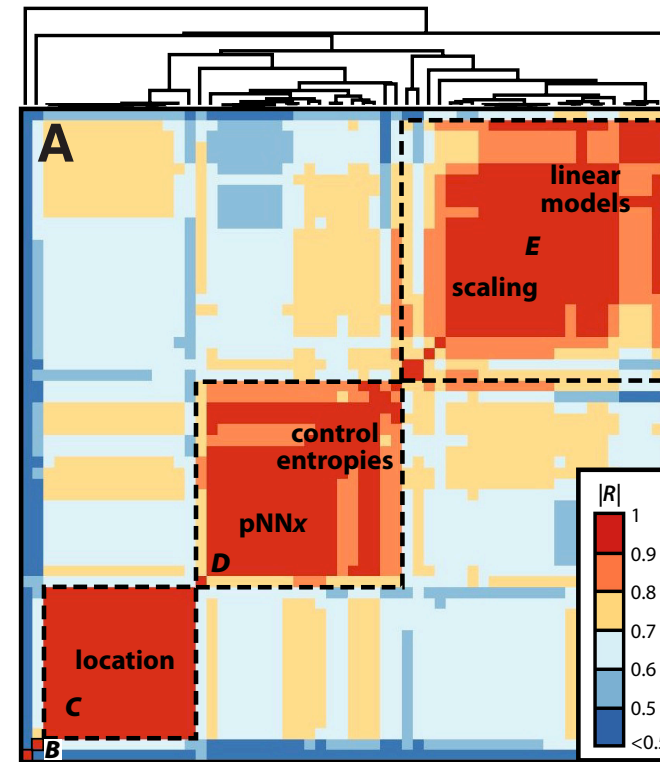 A
linear
models
E
scaling
control
entropies
pNNx
D
location
C
B
|R|
1
0.9
0.8
0.7
0.6
0.5